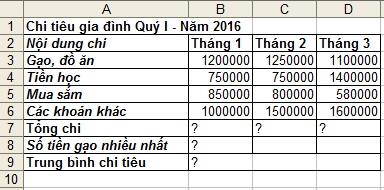 A B C D
1 Chi tiêu gia đình Quý I - Năm 2016
2 Nội dung chi Tháng 1 Tháng 2 Tháng 3
3 Gạo, đồ ăn 1200000 1250000 1100000
4 Tiền học 750000 750000 1400000
5 Mua sắm 850000 800000 580000
6 Các khoản khác 1000000 1500000 1600000
7 Tổng chi ? ? ?
8 Số tiền gạo nhiều nhất ?
9 Trung bình chi tiêu ?
10